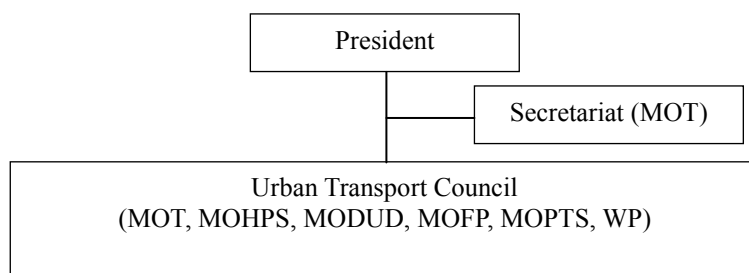 President
Secretariat (MOT)
Urban Transport Council
(MOT, MOHPS, MODUD, MOFP, MOPTS, WP)